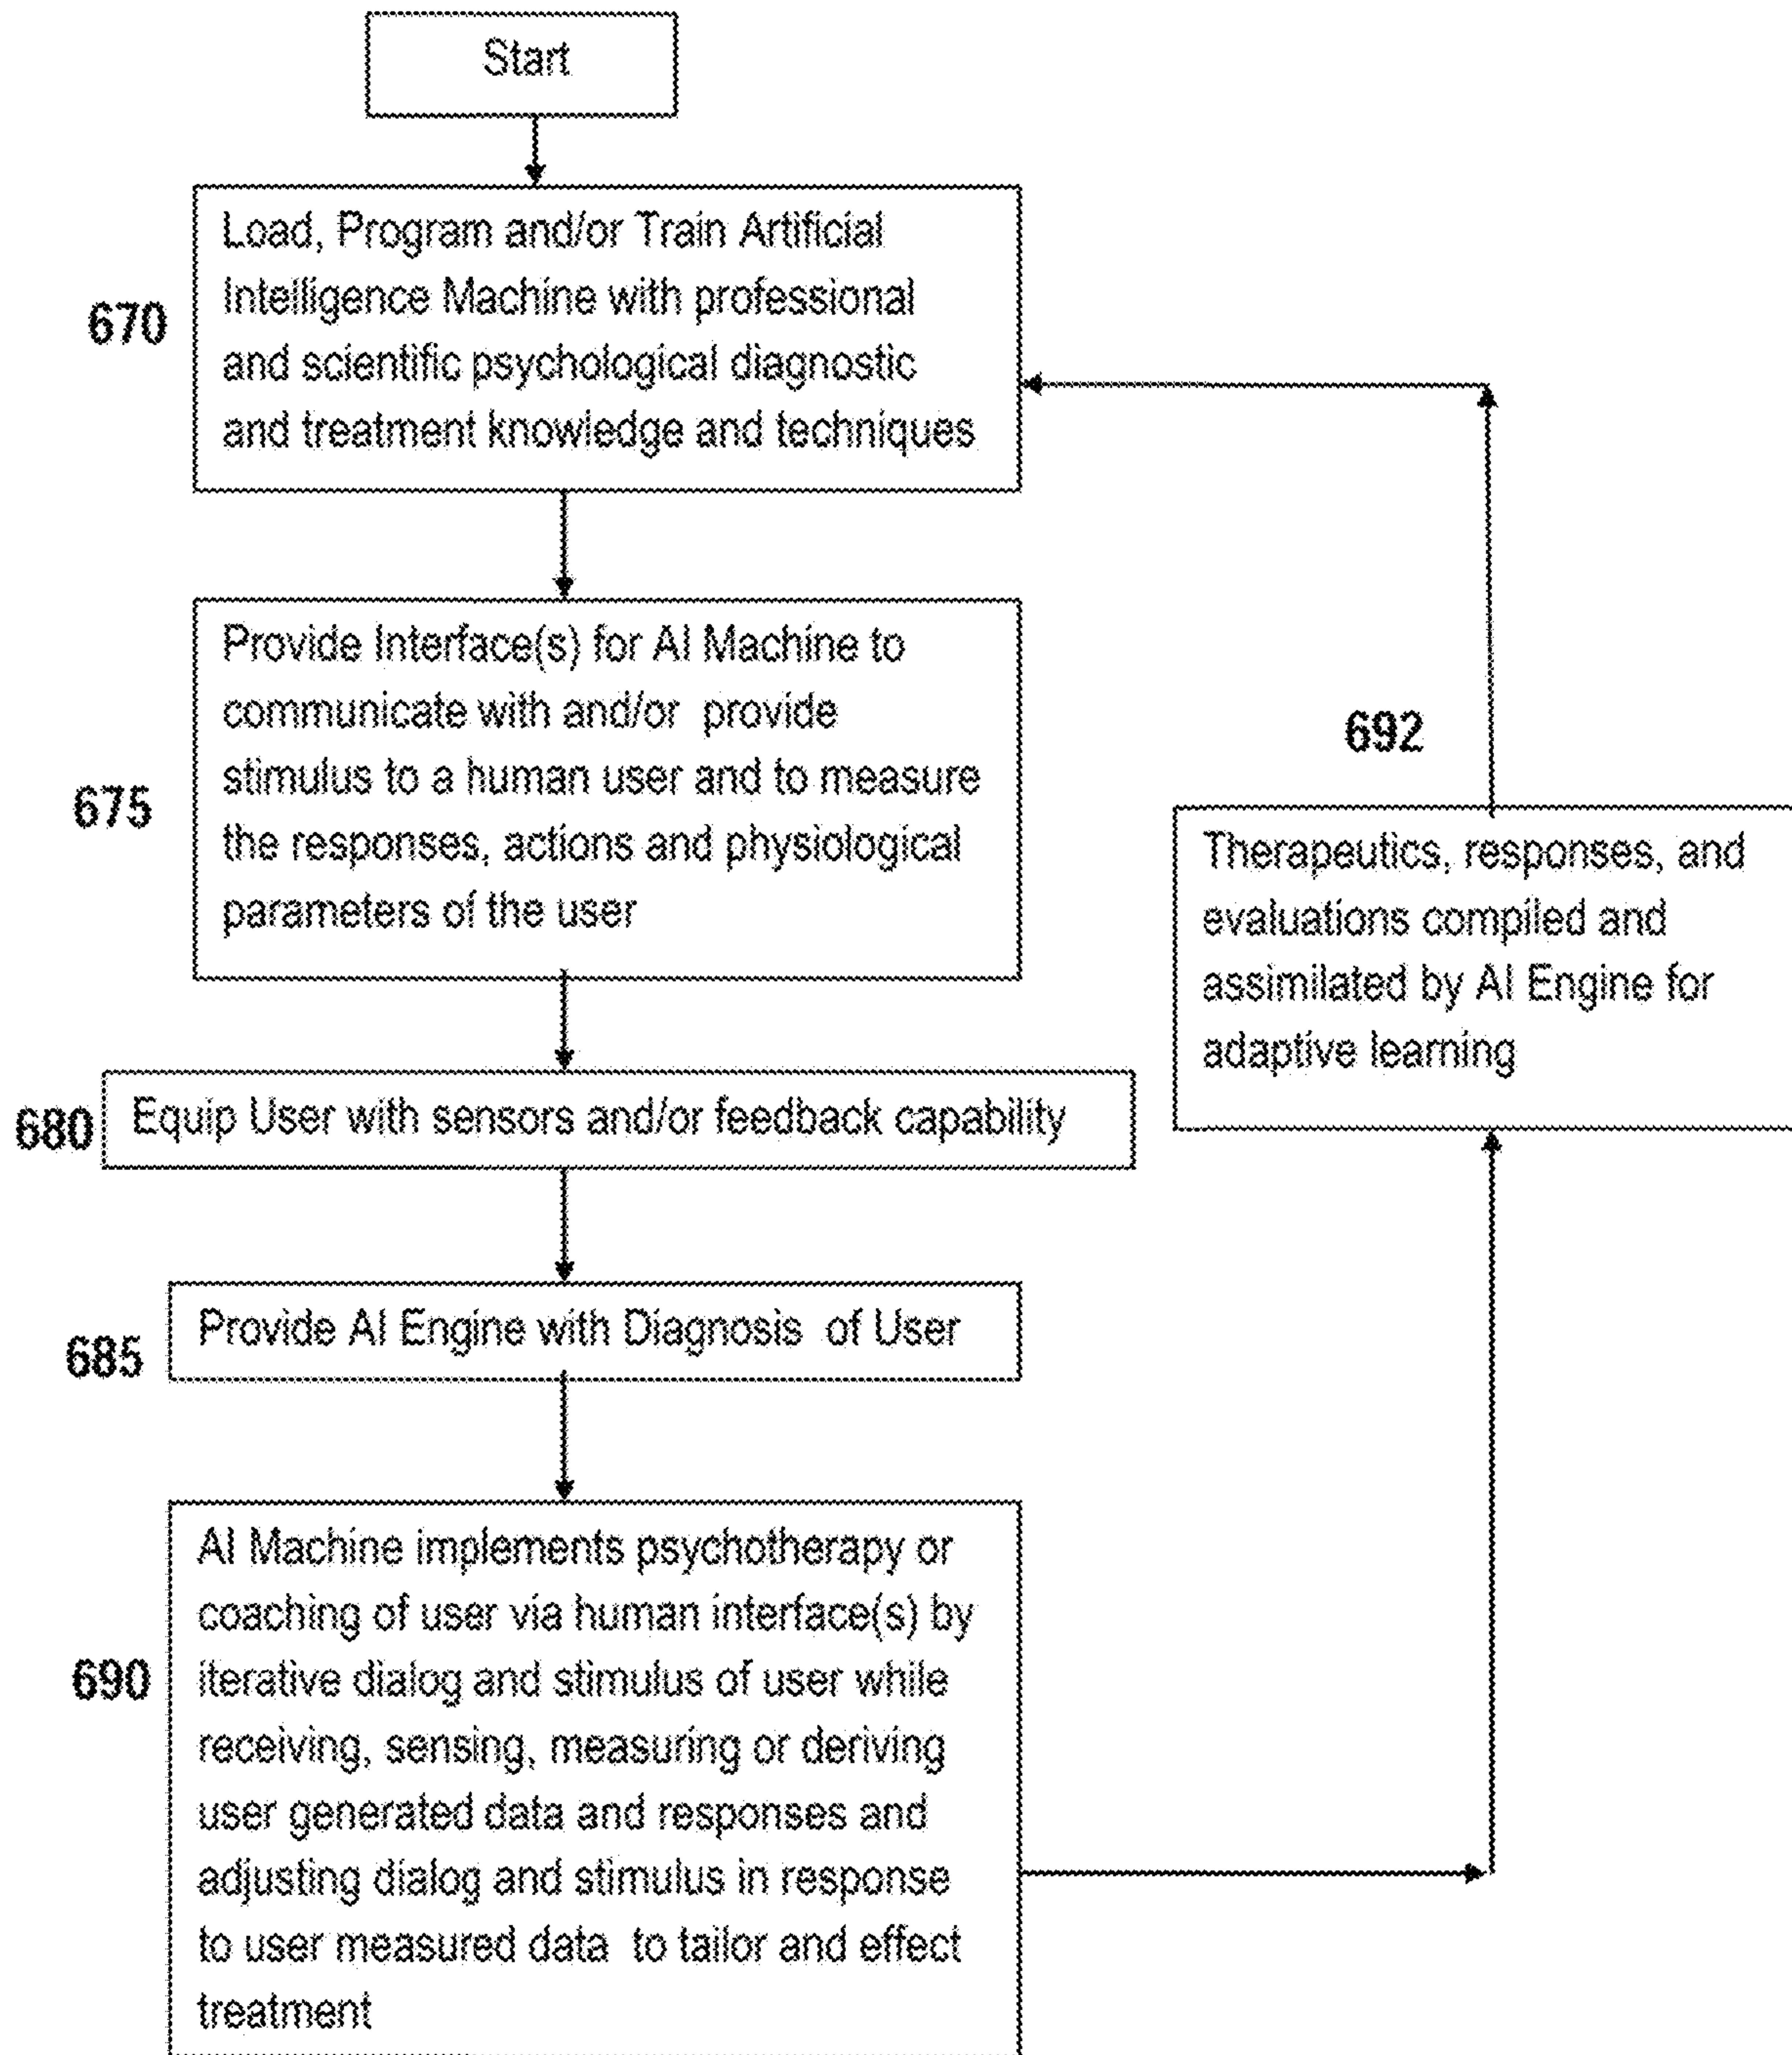 Start
670
Load, Program and/or Train Artificial
Intelligence Machine with professional
and scientific psychological diagnostic
and treatment knowledge and techniques
675
Provide Interface(s) for AI Machine to
communicate with and/or provide
stimulus to a human user and to measure
the responses, actions and physiological
parameters of the user
680
Equip User with sensors and/or feedback capability
685
Provide AI Engine with Diagnosis of User
690
AI Machine implements psychotherapy or
coaching of user via human interface(s) by
iterative dialog and stimulus of user while
receiving, sensing, measuring or deriving
user generated data and responses and
adjusting dialog and stimulus in response
to user measured data to tailor and effect
treatment
692
Therapeutics, responses, and
evaluations compiled and
assimilated by AI Engine for
adaptive learning